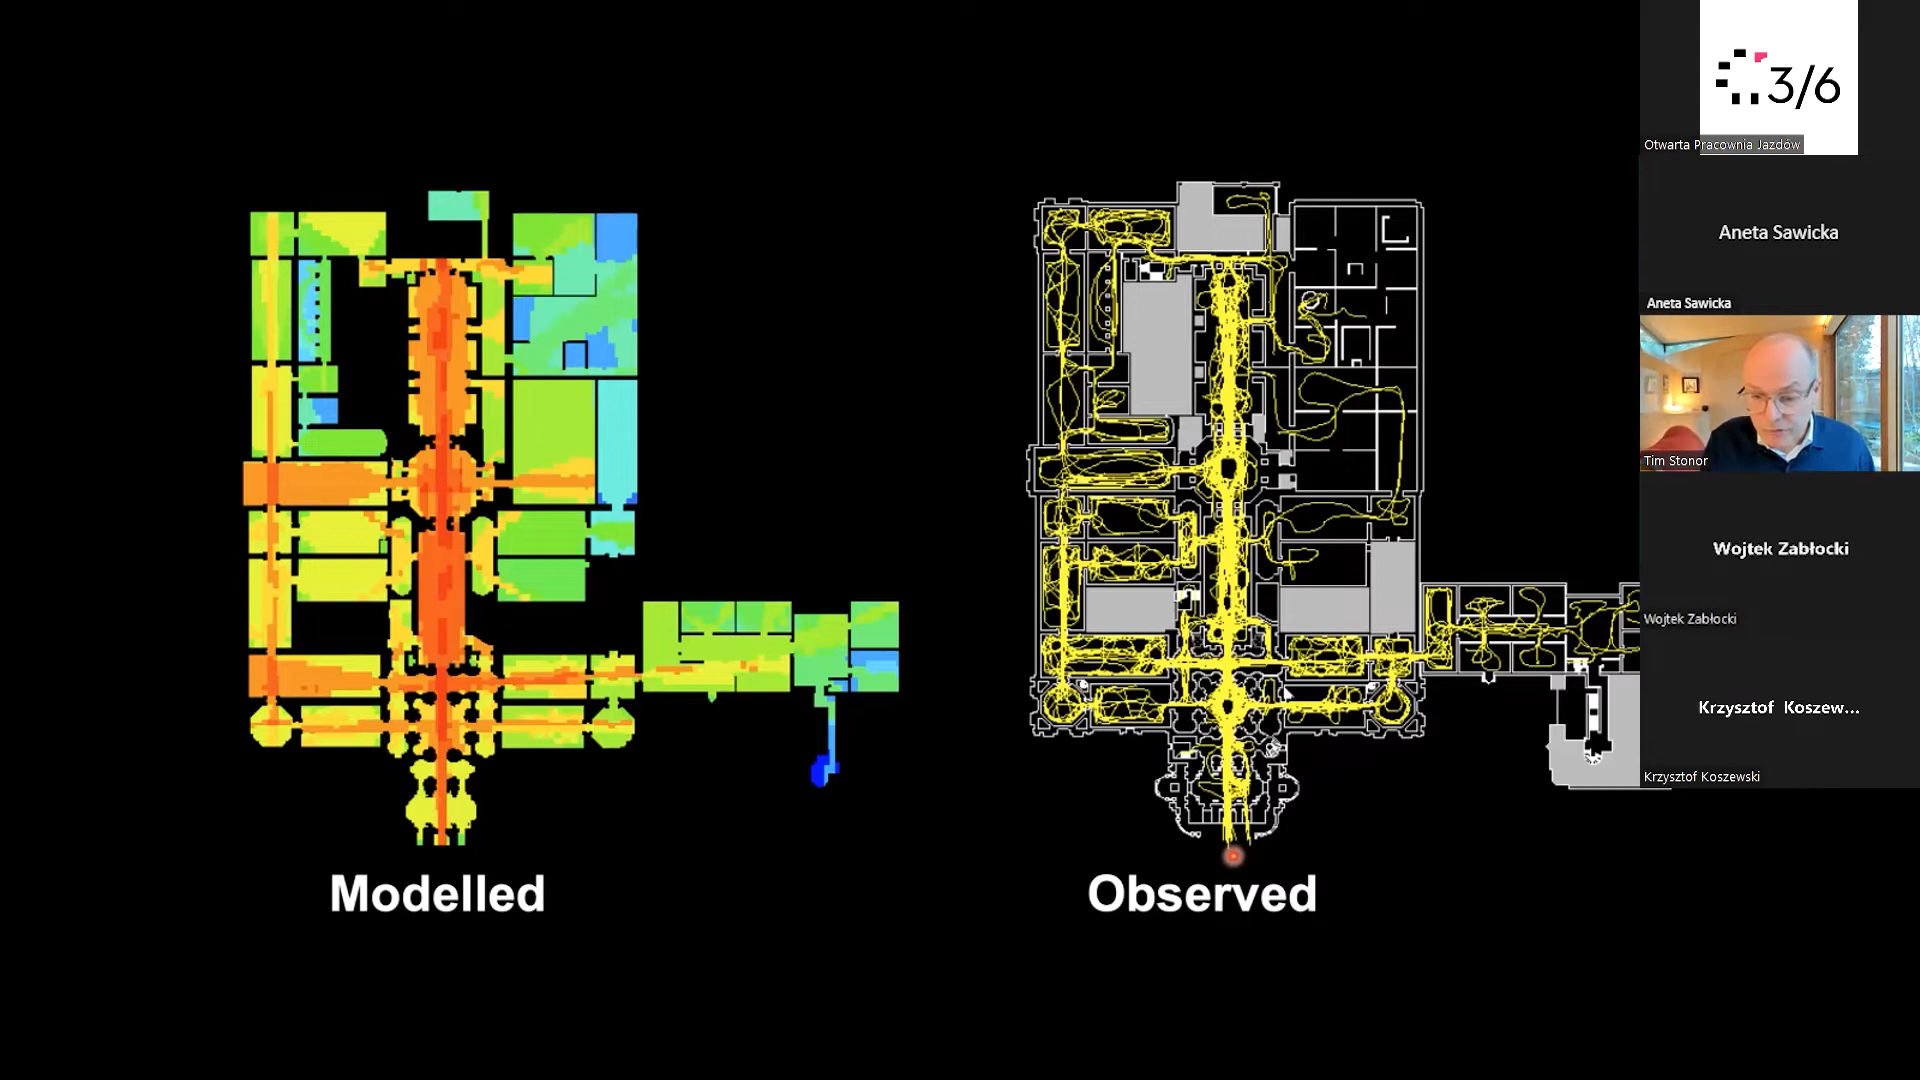 3/6
Otwarta Pracownia Jazdów
Aneta Sawicka
Aneta Sawicka
Tim Stonor
Wojtek Zabłocki
Wojtek Zabłocki
Krzysztof Koszew...
Krzysztof Koszewski
Modelled
Observed